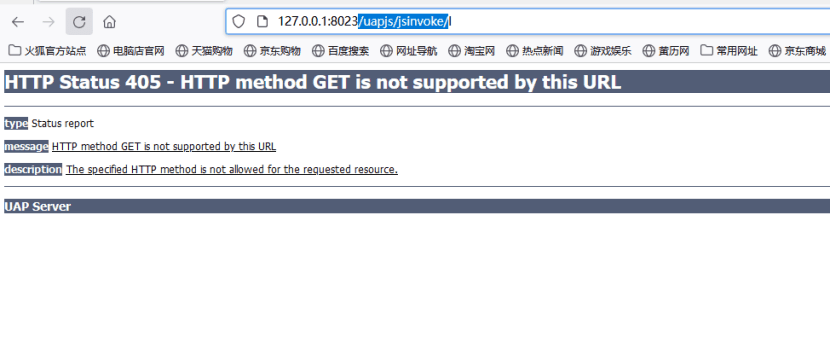 127.0.0.1:8023/uapjs/jsinvoke/
火狐官方站点 电脑店官网 天猫购物 京东购物 百度搜索 网址导航 淘宝网 热点新闻 游戏娱乐 黄历网 常用网址 京东商城
HTTP Status 405 - HTTP method GET is not supported by this URL
type Status report
message HTTP method GET is not supported by this URL
description The specified HTTP method is not allowed for the requested resource.
UAP Server